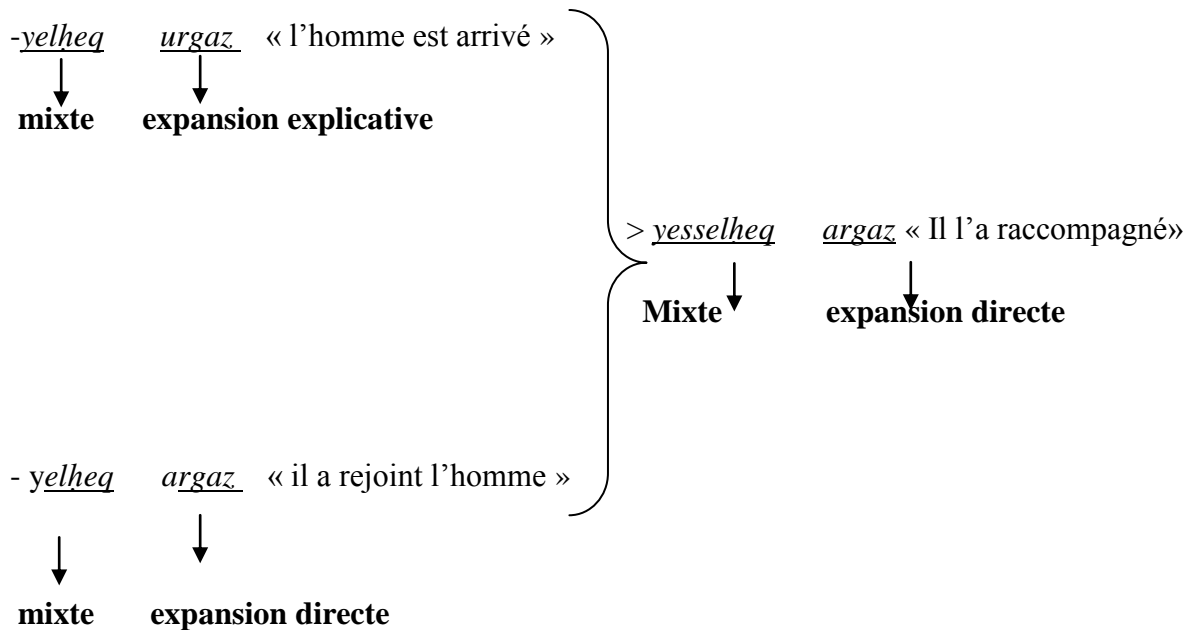 -yelḥeq urgaz « l’homme est arrivé »
mixte expansion explicative
> yesselḥeq argaz « Il l’a raccompagné»
Mixte expansion directe
- yelḥeq argaz « il a rejoint l’homme »
mixte expansion directe